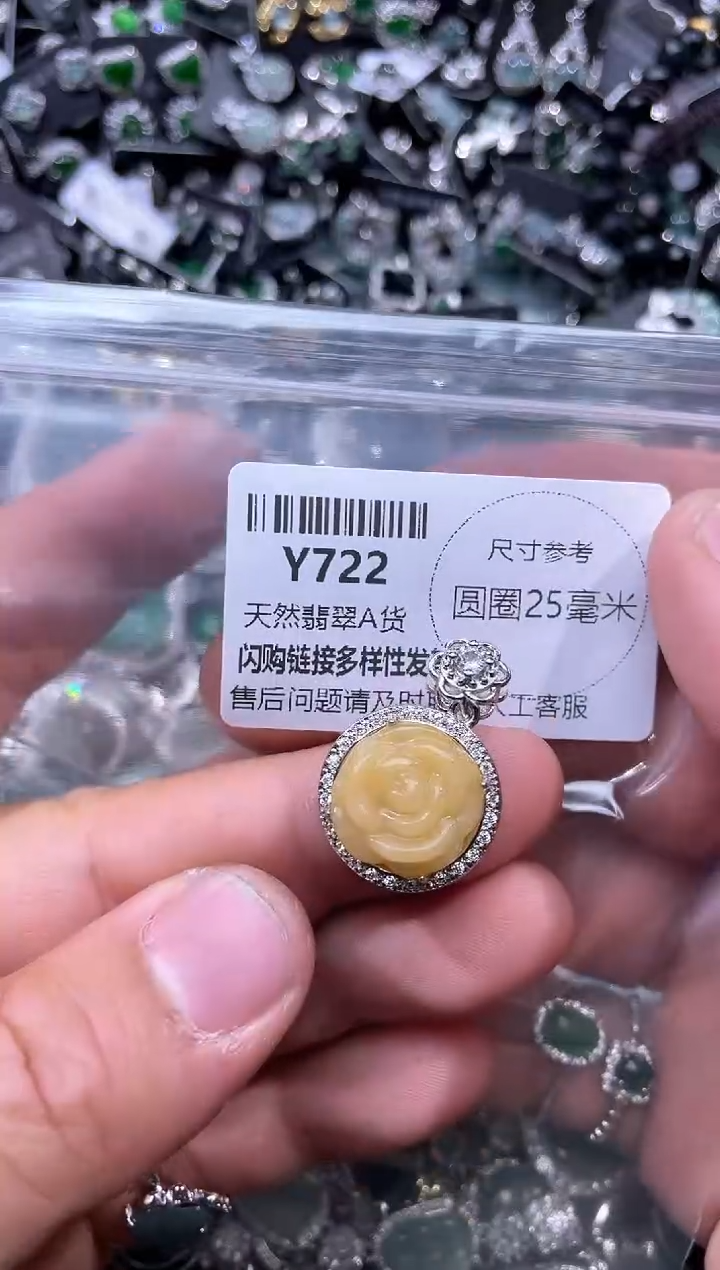 Y722
尺寸参考
圆圈25毫米
天然翡翠A货
闪购链接多样性发
售后问题请及时 人工客服